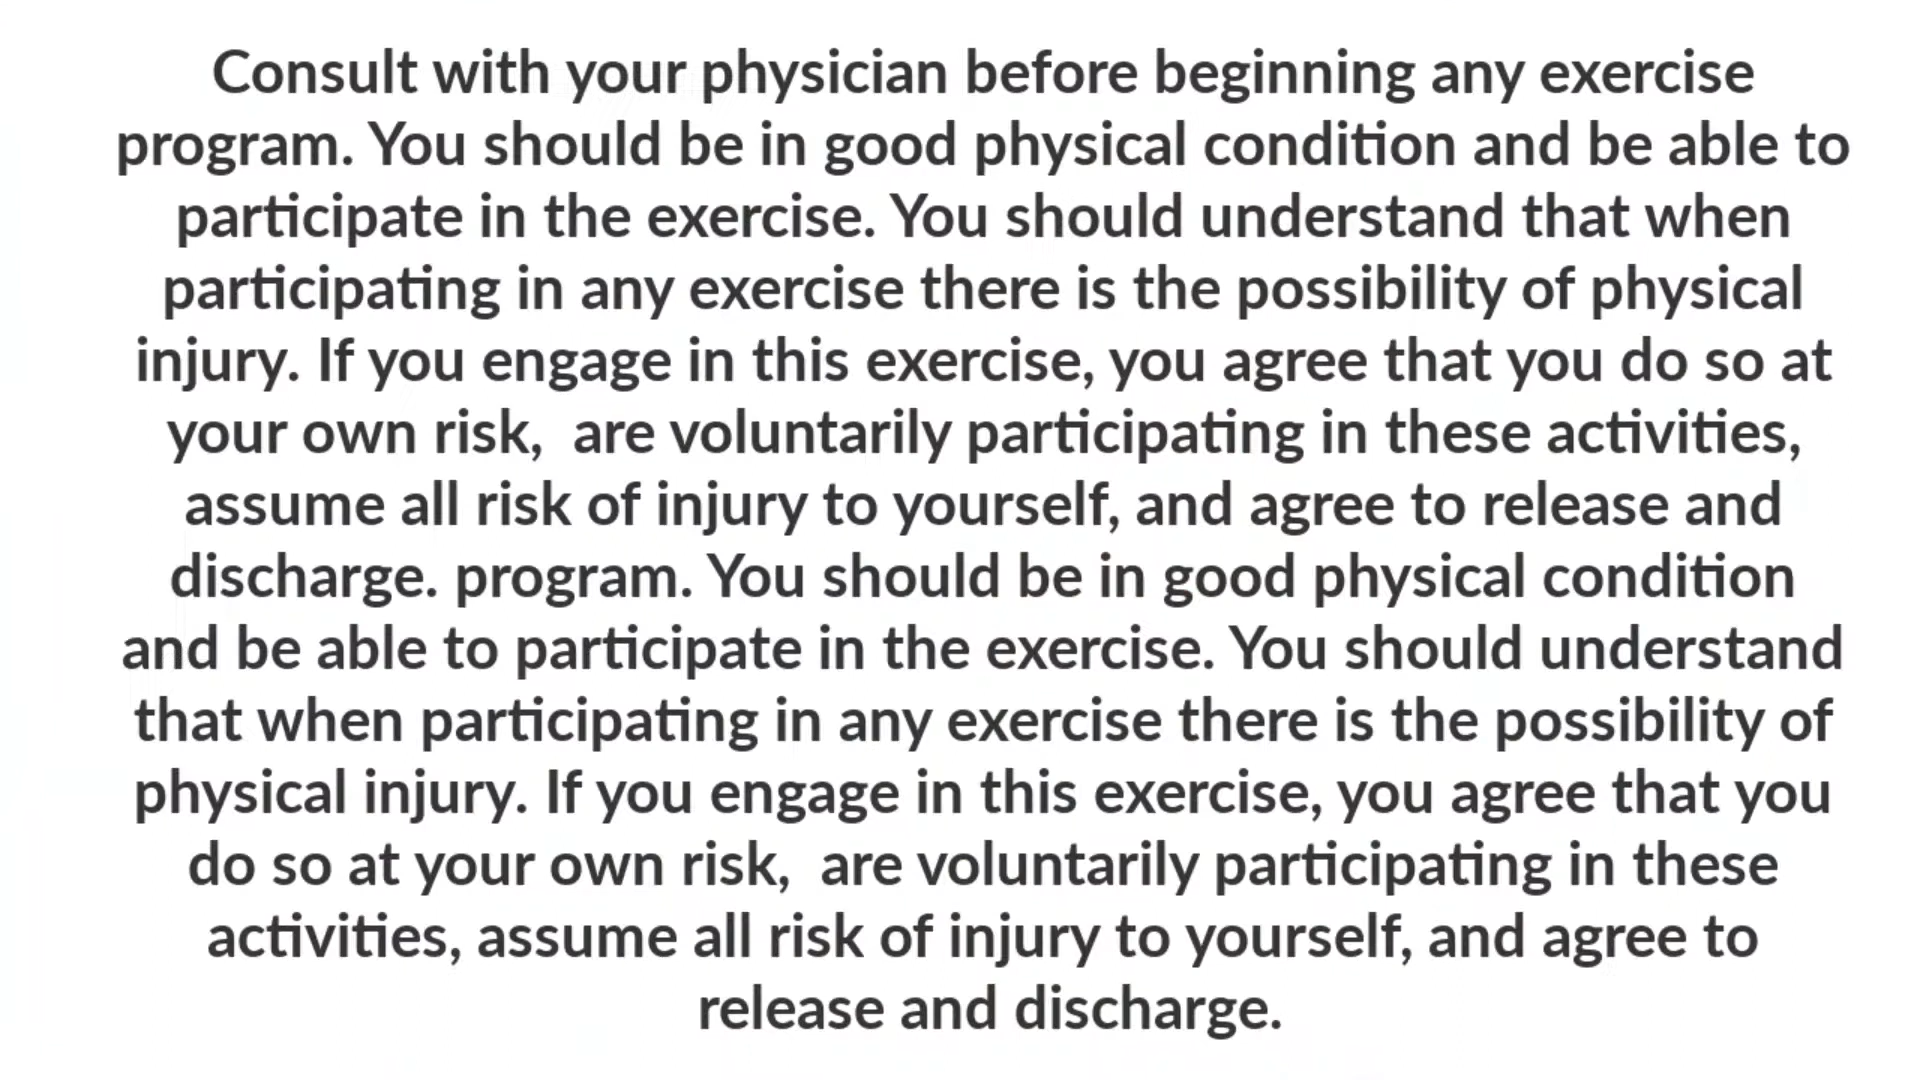 Consult with your physician before beginning any exercise
program. You should be in good physical condition and be able to
participate in the exercise. You should understand that when
participating in any exercise there is the possibility of physical
injury. If you engage in this exercise, you agree that you do so at
your own risk,  are voluntarily participating in these activities,
assume all risk of injury to yourself, and agree to release and
discharge. program. You should be in good physical condition
and be able to participate in the exercise. You should understand
that when participating in any exercise there is the possibility of
physical injury. If you engage in this exercise, you agree that you
do so at your own risk,  are voluntarily participating in these
activities, assume all risk of injury to yourself, and agree to
release and discharge.